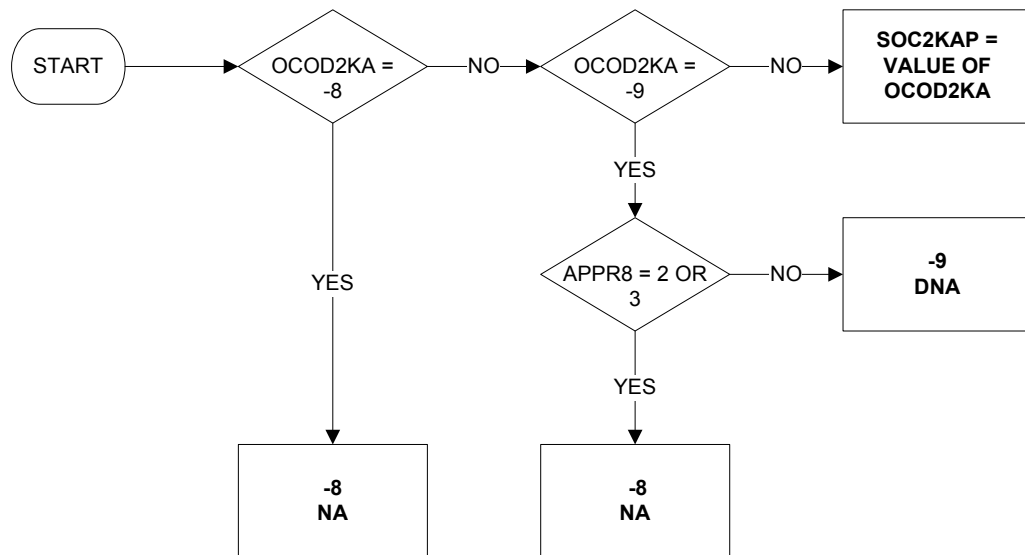 START
OCOD2KA =
-8
NO
OCOD2KA =
-9
NO
SOC2KAP =
VALUE OF
OCOD2KA
YES
YES
APPR8 = 2 OR
3
NO
-9
DNA
YES
-8
NA
-8
NA